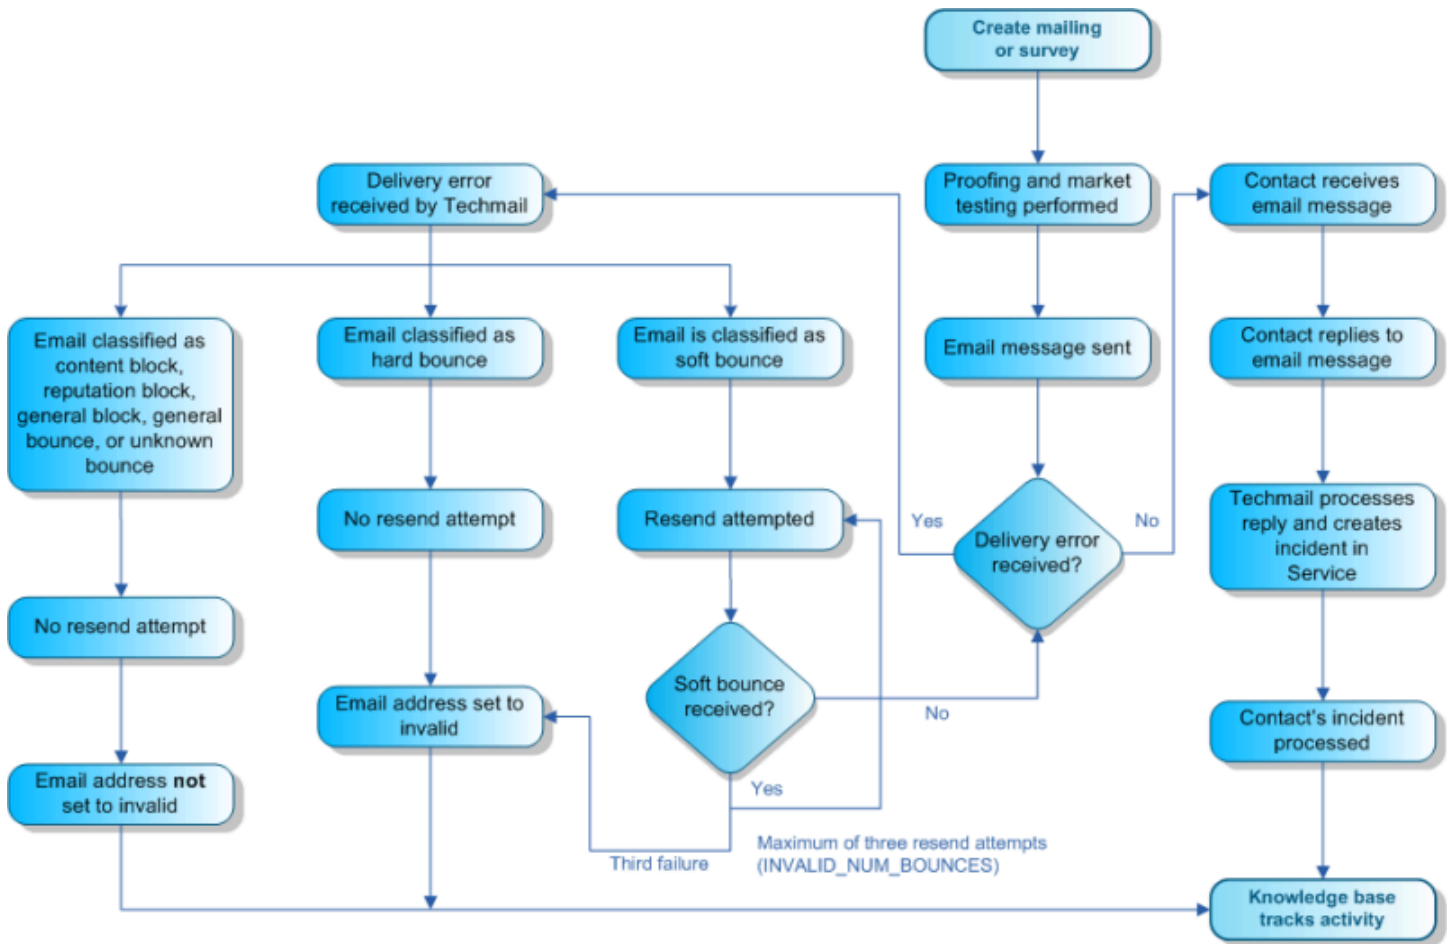 Create mailing
or survey
Delivery error
received by Techmail
Proofing and market
testing performed
Contact receives
email message
Email classified as
content block,
reputation block,
general block, general
bounce, or unknown
bounce
Email classified as
hard bounce
Email is classified as
soft bounce
Email message sent
Contact replies to
email message
No resend attempt
Resend attempted
Yes
Delivery error
received?
No
Techmail processes
reply and creates
incident in
Service
No resend attempt
Email address set to
invalid
Soft bounce
received?
No
Contact's incident
processed
Email address not
set to invalid
Yes
Third failure
Maximum of three resend attempts
(INVALID_NUM_BOUNCES)
Knowledge base
tracks activity